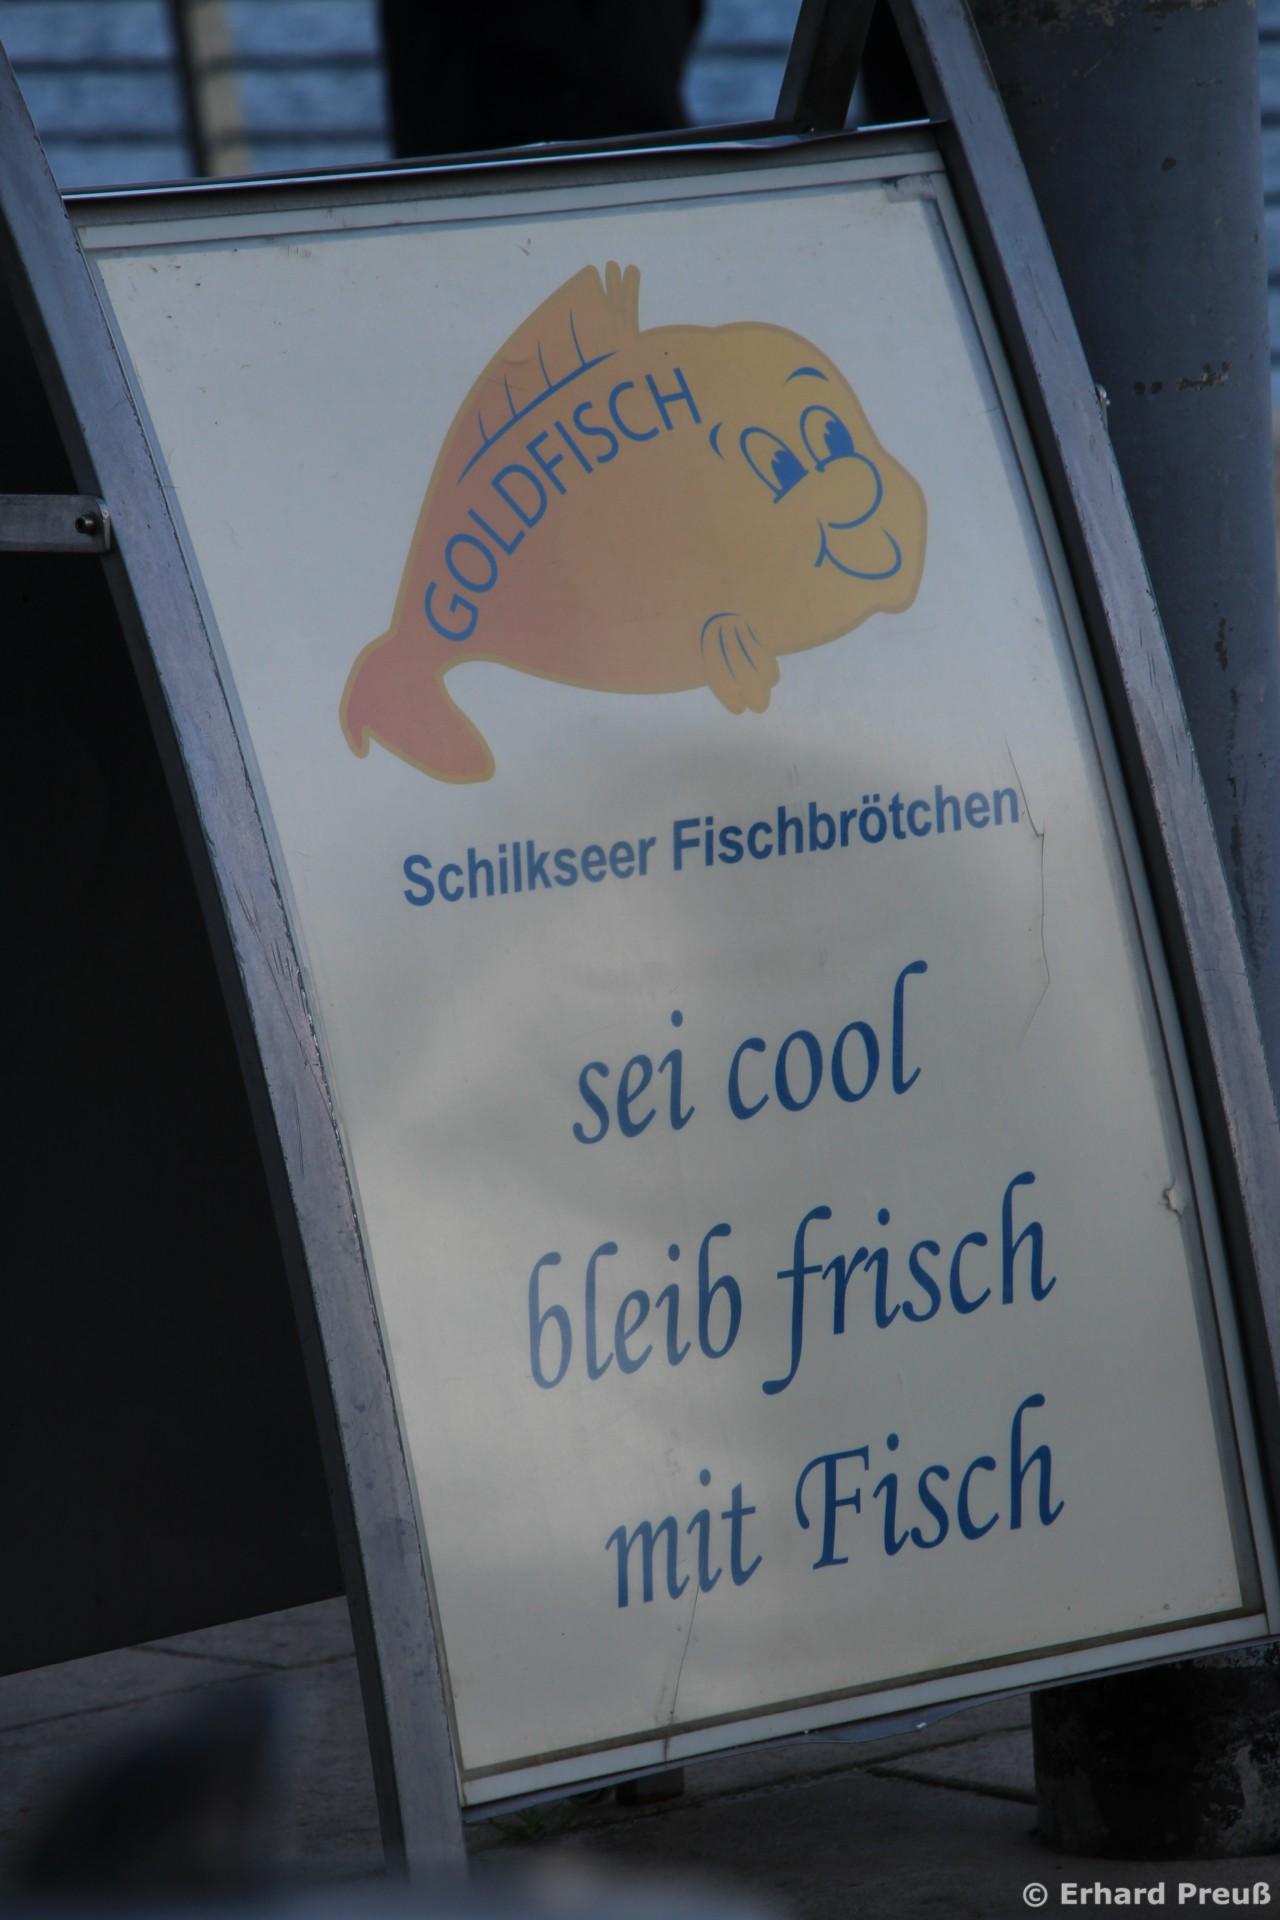 GOLDFISCH
Schilkseer Fischbrötchen
sei cool
bleib frisch
mit Fisch
© Erhard Preuß